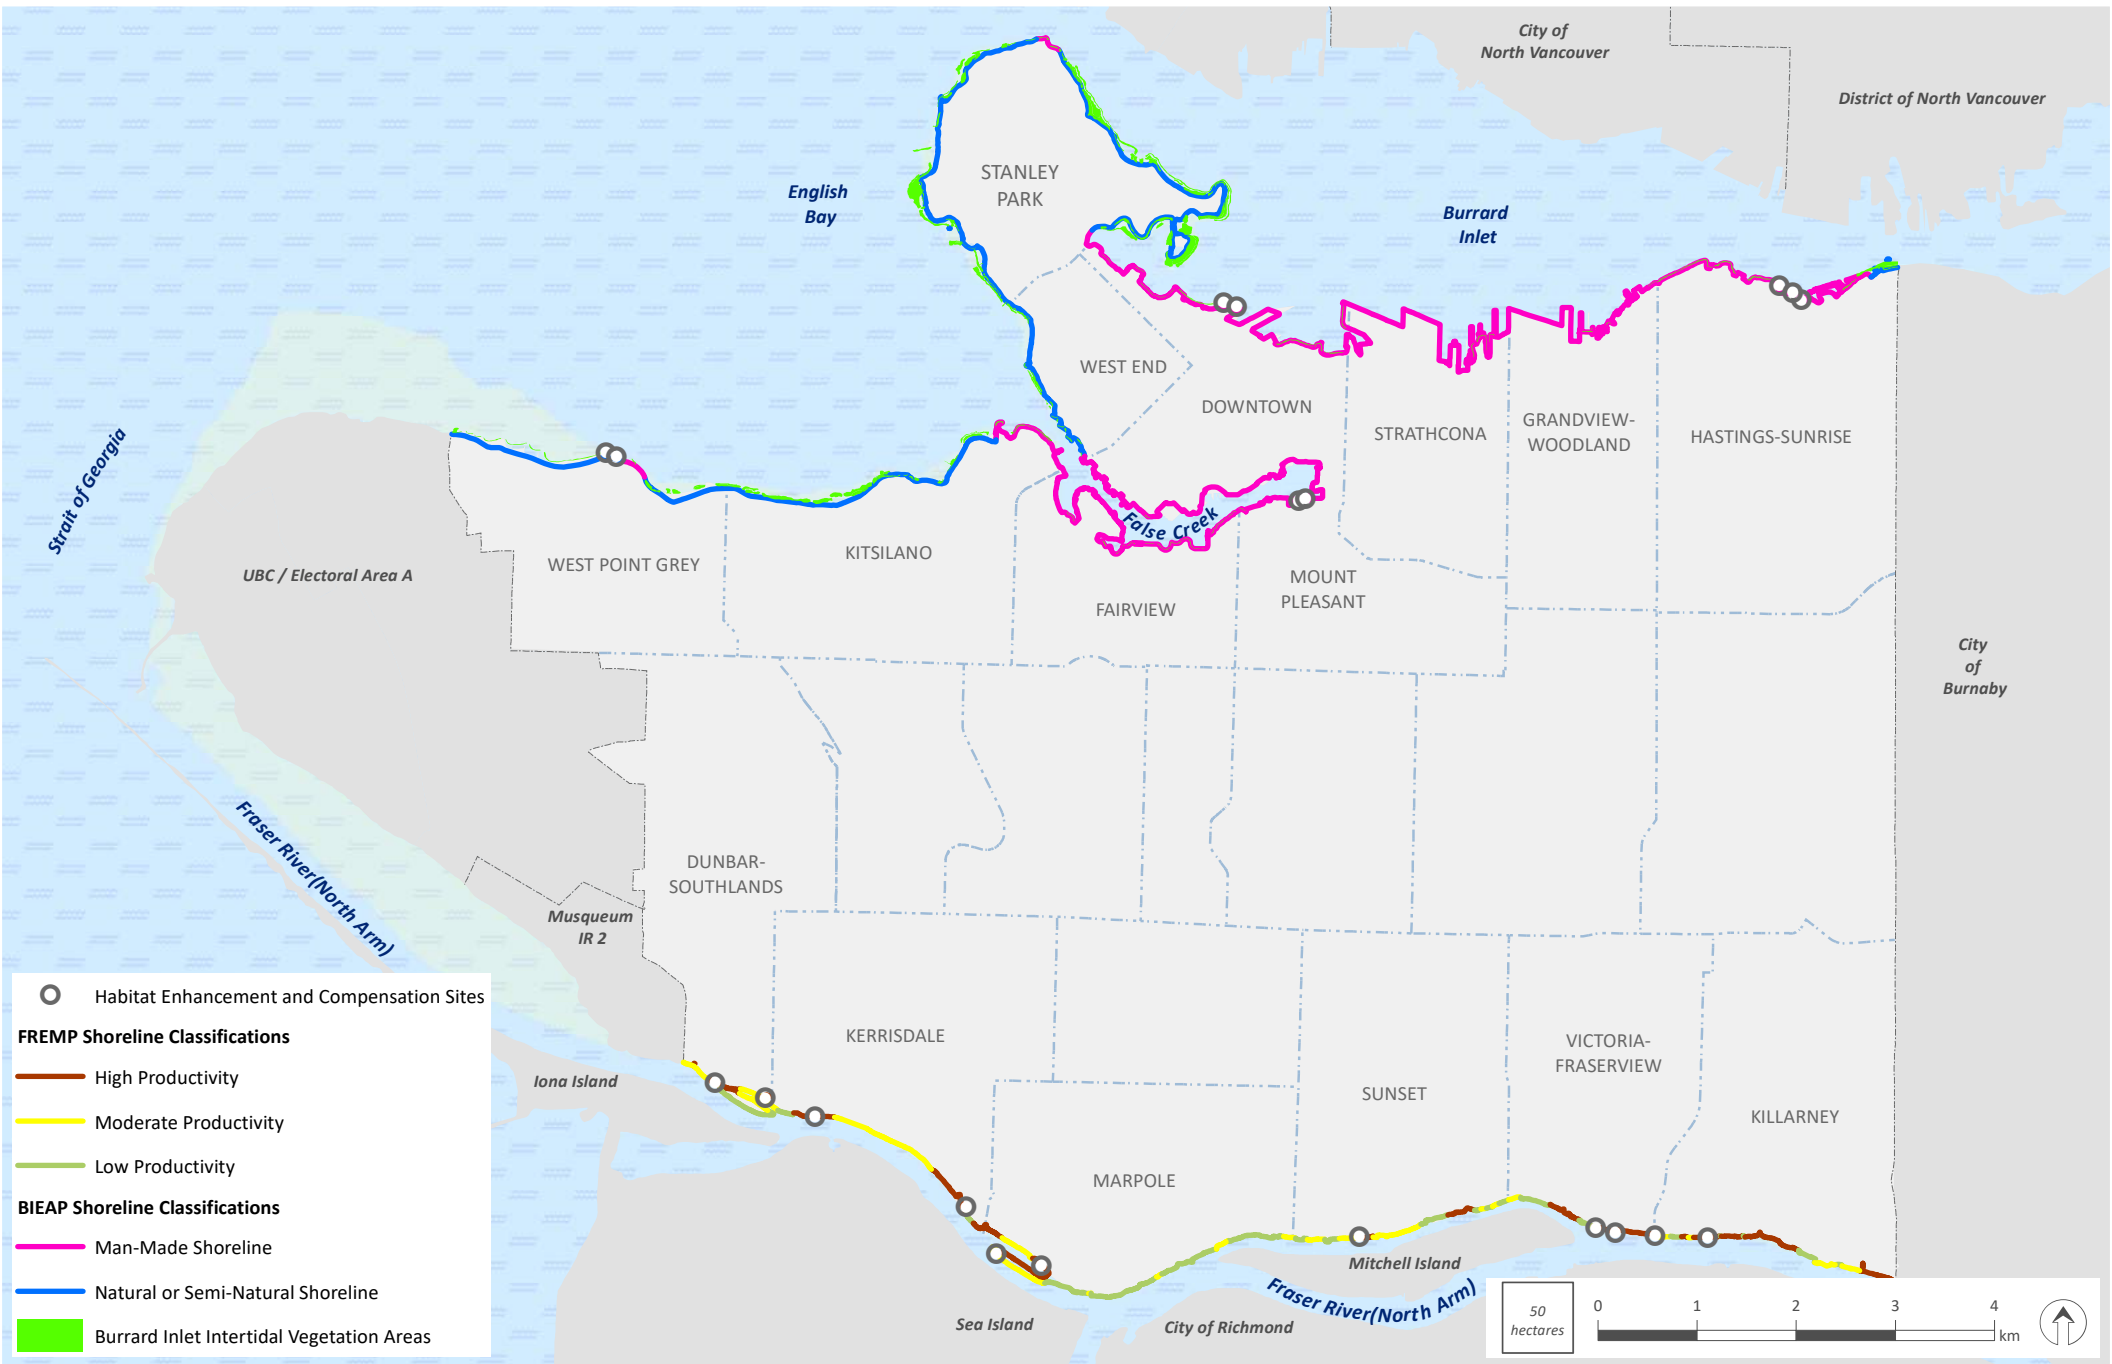 City of
North Vancouver
District of North Vancouver
STANLEY
PARK
English
Bay
Burrard
Inlet
WEST END
DOWNTOWN
STRATHCONA
GRANDVIEW-
WOODLAND
HASTINGS-SUNRISE
Strait of Georgia
False Creek
UBC / Electoral Area A
WEST POINT GREY
KITSILANO
FAIRVIEW
MOUNT
PLEASANT
City
of
Burnaby
Fraser River(North Arm)
DUNBAR-
SOUTHLANDS
Musqueum
IR 2
KERRISDALE
VICTORIA-
FRASERVIEW
Iona Island
SUNSET
KILLARNEY
MARPOLE
Mitchell Island
Fraser River(North Arm)
Sea Island
City of Richmond
Habitat Enhancement and Compensation Sites
FREMP Shoreline Classifications
High Productivity
Moderate Productivity
Low Productivity
BIEAP Shoreline Classifications
Man-Made Shoreline
Natural or Semi-Natural Shoreline
Burrard Inlet Intertidal Vegetation Areas
50
hectares
0 1 2 3 4
km